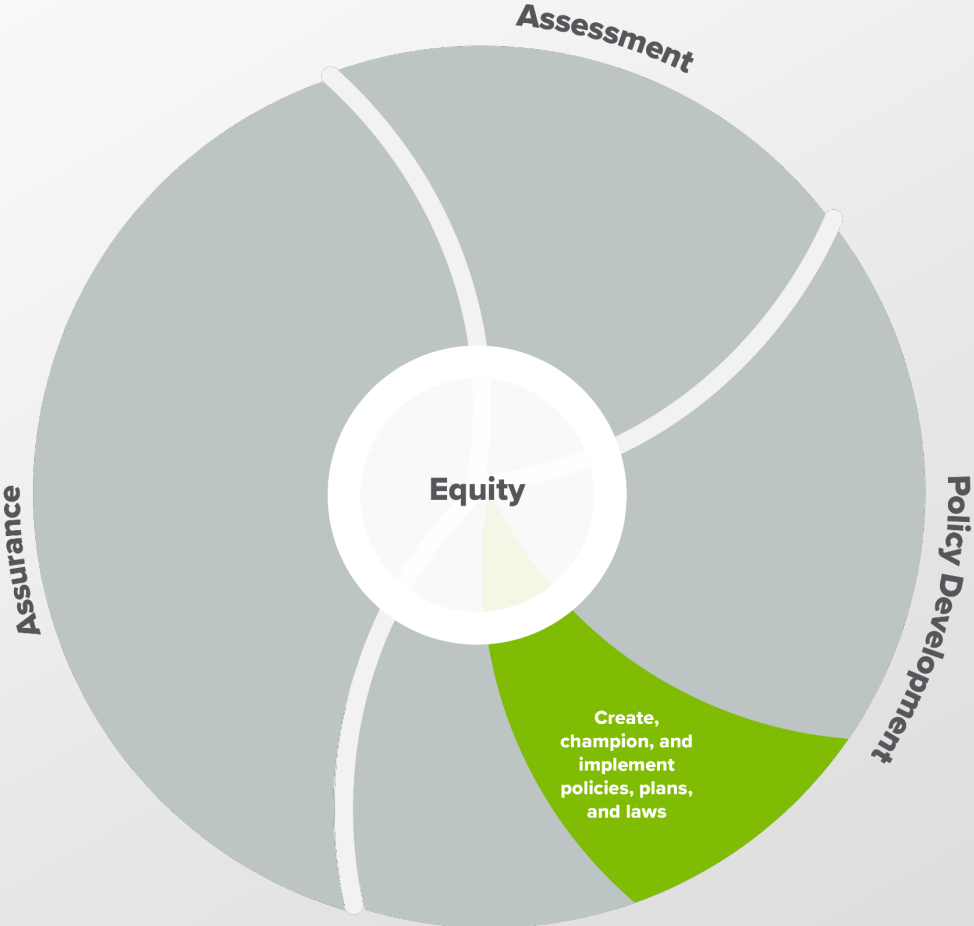 Assessment
Policy Development
Assurance
Equity
Create,
champion, and
implement
policies, plans,
and laws